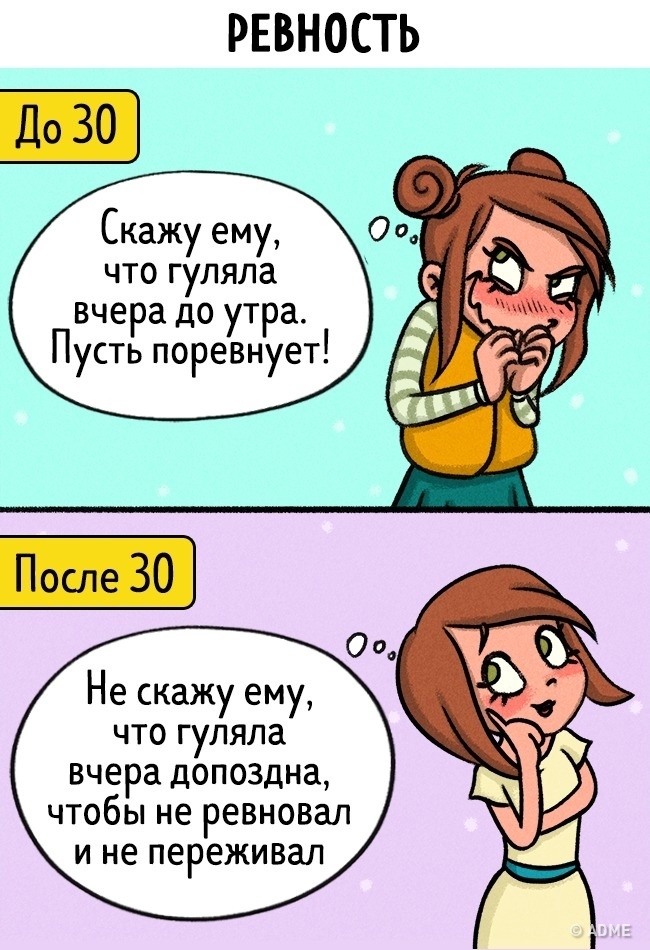 РЕВНОСТЬ
До 30
Скажу ему,
что гуляла
вчера до утра.
Пусть поревнует!
После 30
Не скажу ему,
что гуляла
вчера допоздна,
чтобы не ревновал
и не переживал
© ADME